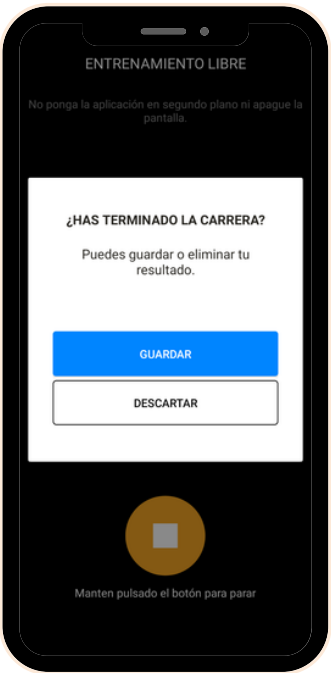 ENTRENAMIENTO LIBRE
No ponga la aplicación en segundo plano ni apague la
pantalla.
¿HAS TERMINADO LA CARRERA?
Puedes guardar o eliminar tu
resultado.
GUARDAR
DESCARTAR
Manten pulsado el botón para parar